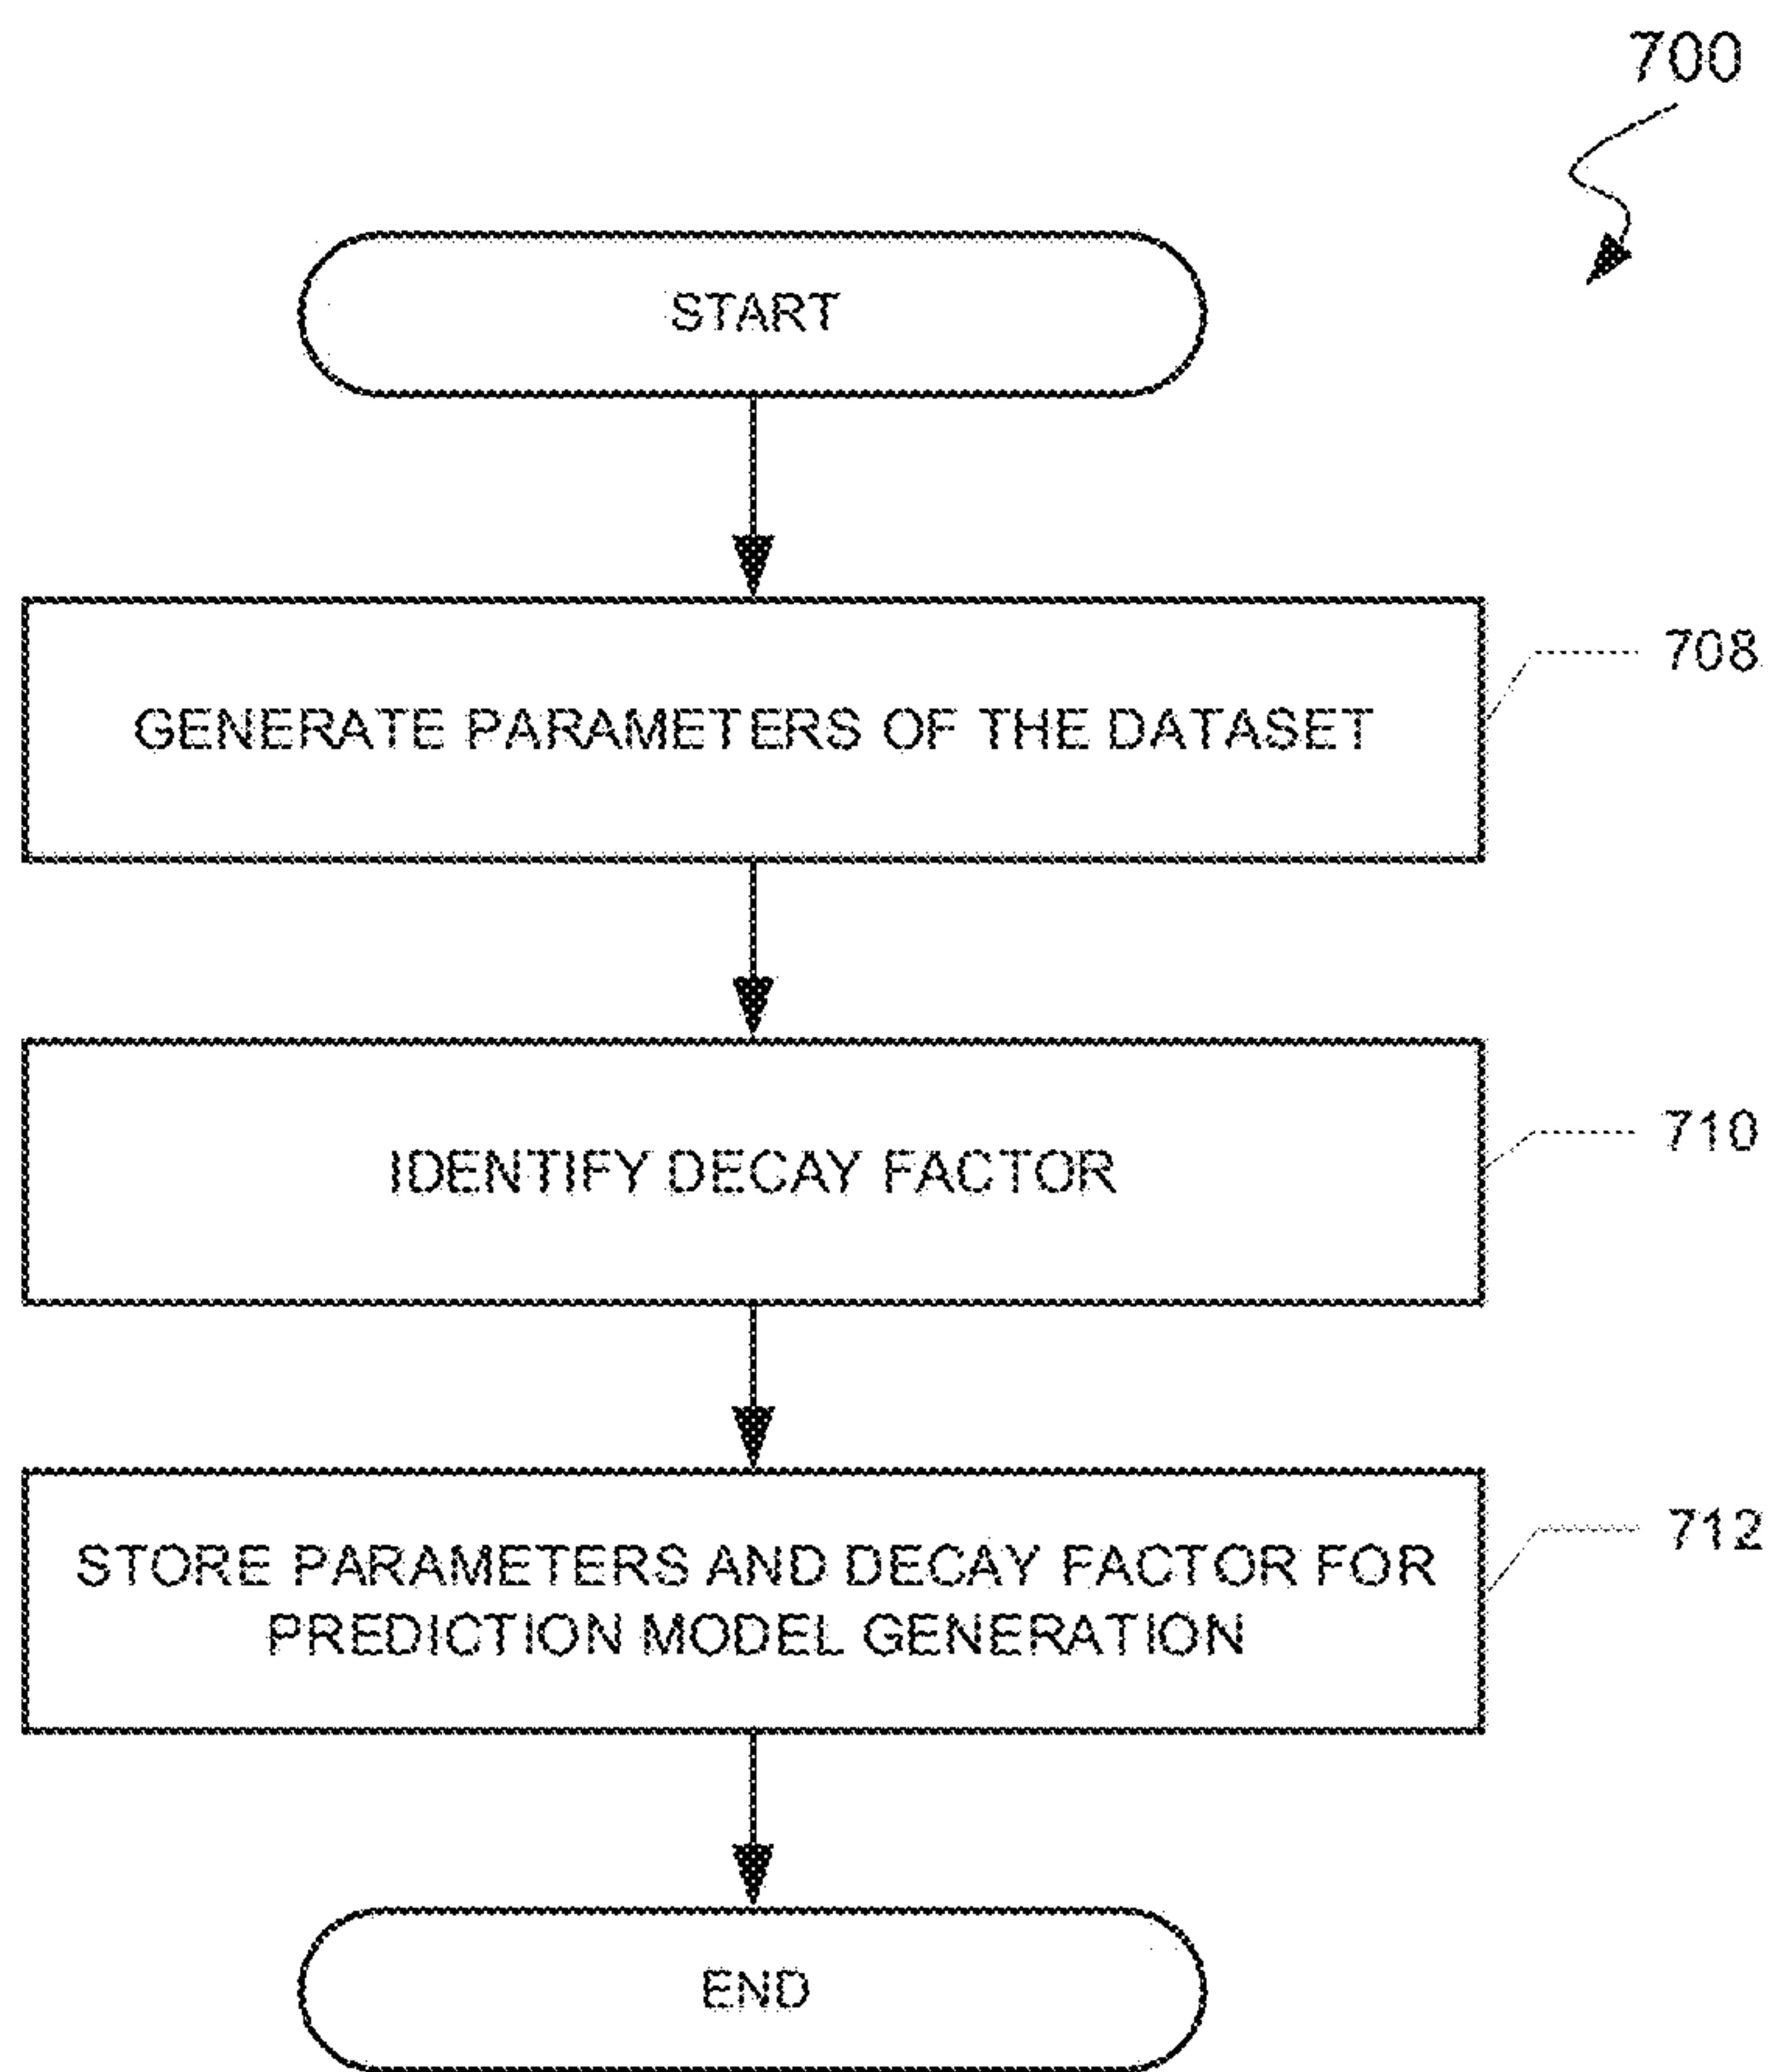 700
START
GENERATE PARAMETERS OF THE DATASET
708
IDENTIFY DECAY FACTOR
710
STORE PARAMETERS AND DECAY FACTOR FOR
PREDICTION MODEL GENERATION
712
END